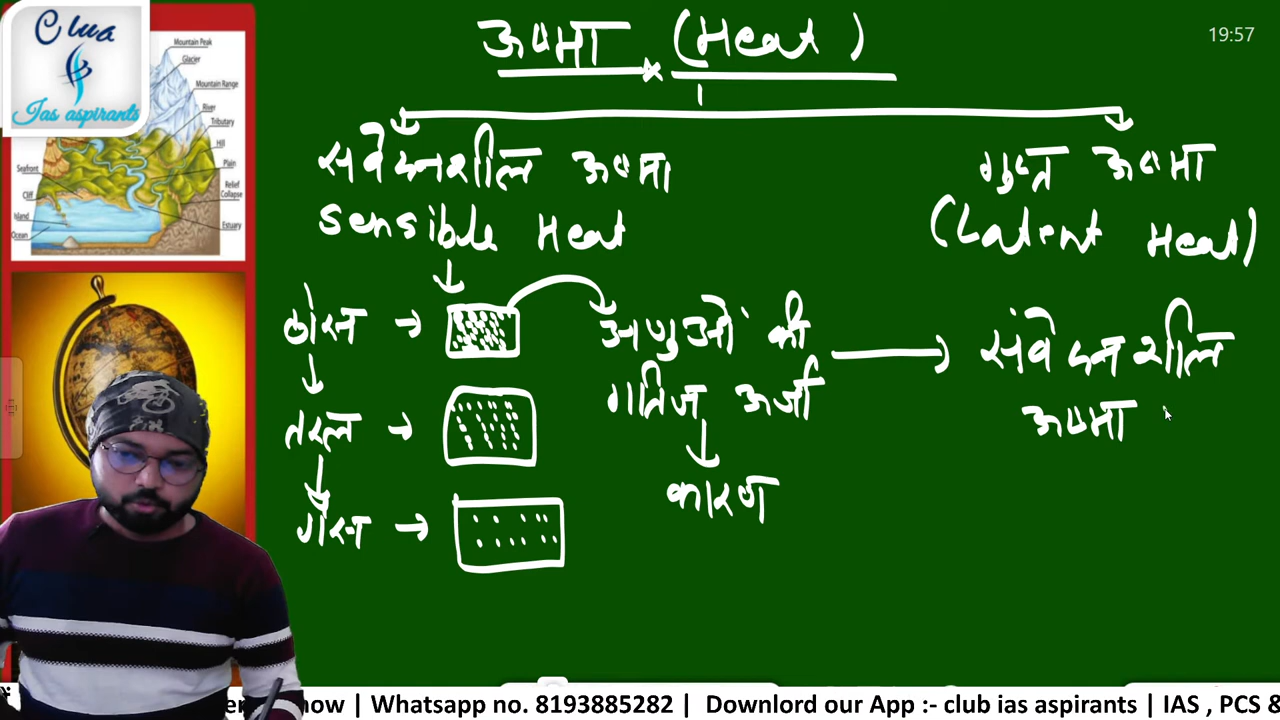 Clua
Ias aspirants
Mountain Peak
Glacier
Mountain Range
River
Tributary
Hill
Plain
Relief
Collapse
Estuary
Seafront
Cliff
Island
Ocean
19:57
ऊष्मा (Heat)
संवेदनशील ऊष्मा
Sensible Heat
गुप्त ऊष्मा
(Latent Heat)
ठोस → अणुओं की → संवेदनशील
गतिज ऊर्जा ऊष्मा
तरल →
कारण
गैस →
now | Whatsapp no. 8193885282 | Downlord our App :- club ias aspirants | IAS , PCS &